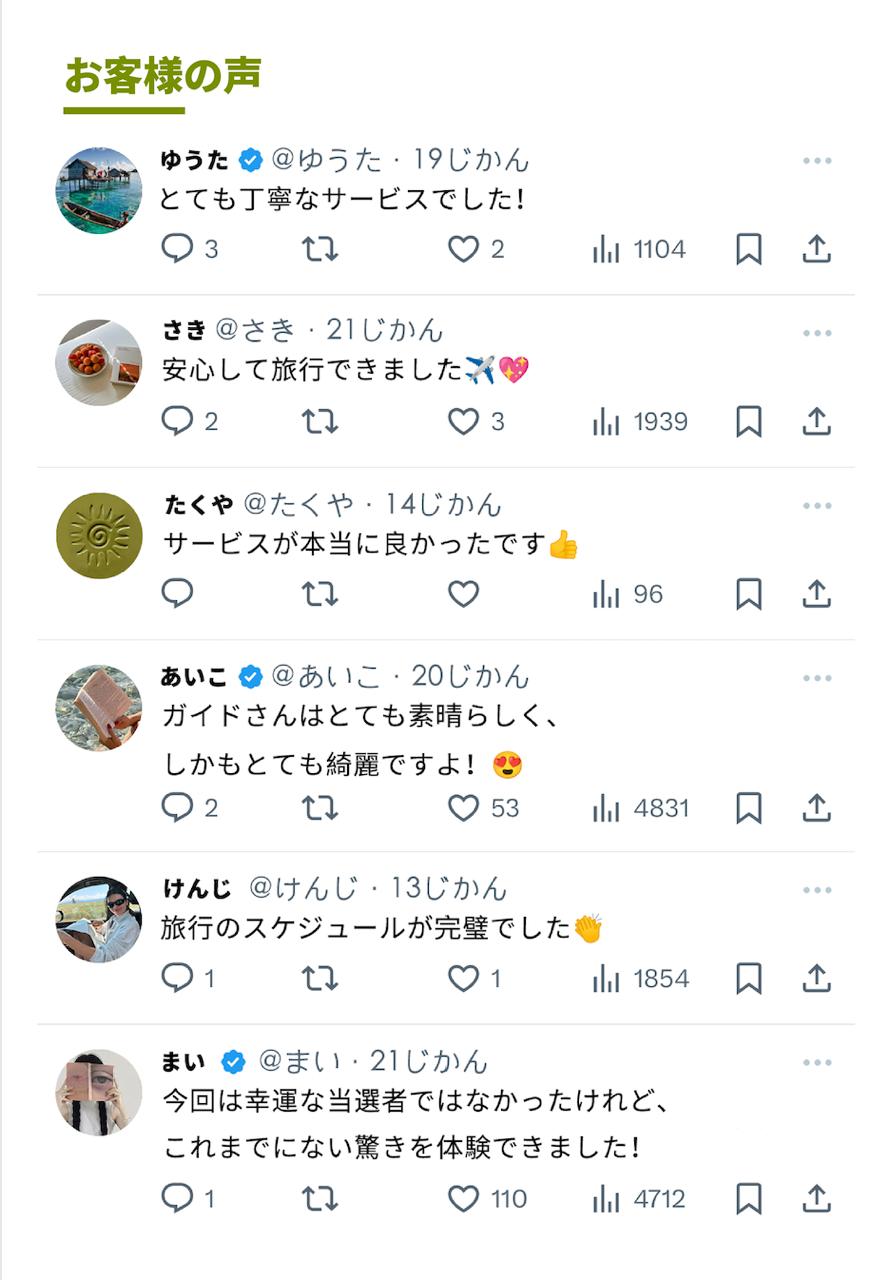 お客様の声
ゆうた @ゆうた · 19じかん
とても丁寧なサービスでした！
3 2 1104
さき @さき · 21じかん
安心して旅行できました✈️💖
2 3 1939
たくや @たくや · 14じかん
サービスが本当に良かったです👍
96
あいこ @あいこ · 20じかん
ガイドさんはとても素晴らしく、
しかもとても綺麗ですよ！😍
2 53 4831
けんじ @けんじ · 13じかん
旅行のスケジュールが完璧でした👏
1 1 1854
まい @まい · 21じかん
今回は幸運な当選者ではなかったけれど、
これまでにない驚きを体験できました！
1 110 4712